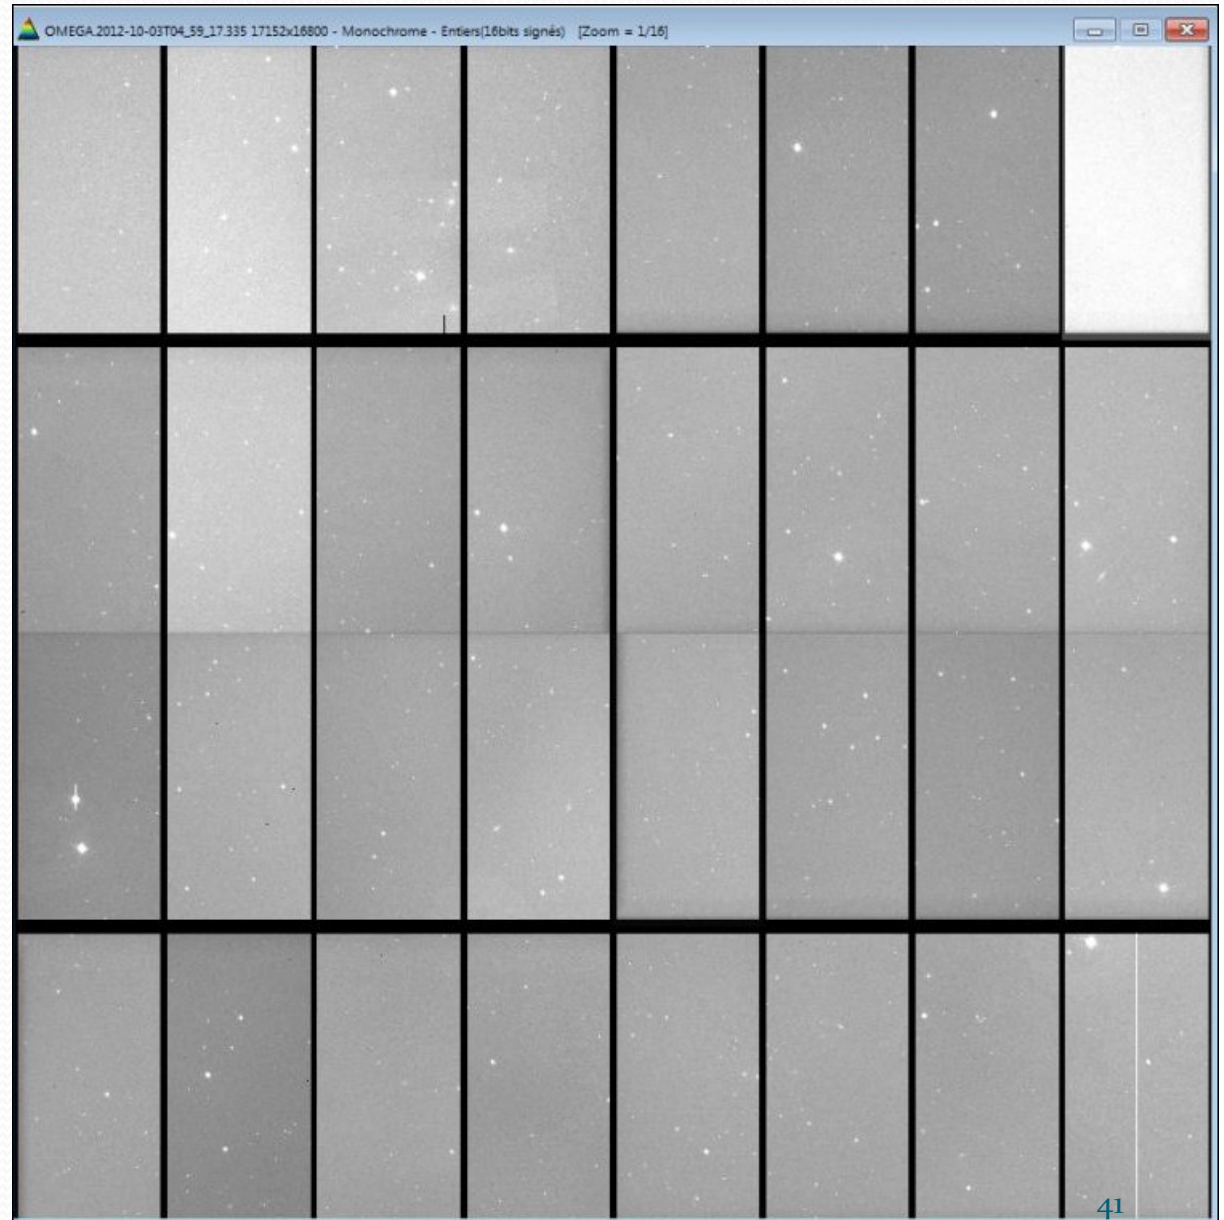 OMEGA.2012-10-03T04_59_17.335 17152x16800 - Monochrome - Entiers(16bits signés) [Zoom = 1/16]
41